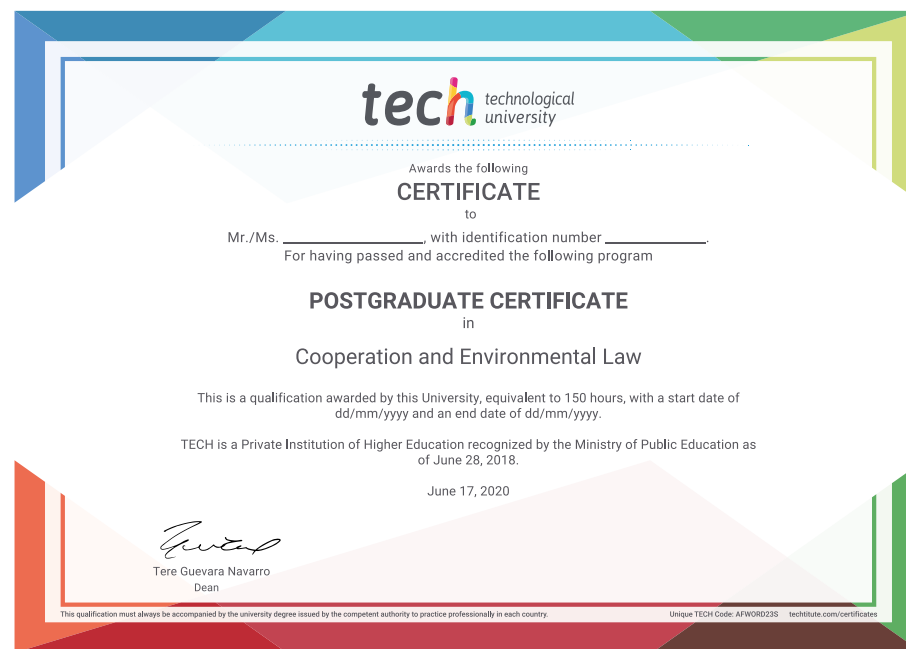 tech technological
university
Awards the following
CERTIFICATE
to
Mr./Ms. ____________, with identification number ____________.
For having passed and accredited the following program
POSTGRADUATE CERTIFICATE
in
Cooperation and Environmental Law
This is a qualification awarded by this University, equivalent to 150 hours, with a start date of
dd/mm/yyyy and an end date of dd/mm/yyyy.
TECH is a Private Institution of Higher Education recognized by the Ministry of Public Education as
of June 28, 2018.
June 17, 2020
Tere Guevara Navarro
Dean
This qualification must always be accompanied by the university degree issued by the competent authority to practice professionally in each country.
Unique TECH Code: AFWORD23S techtitute.com/certificates